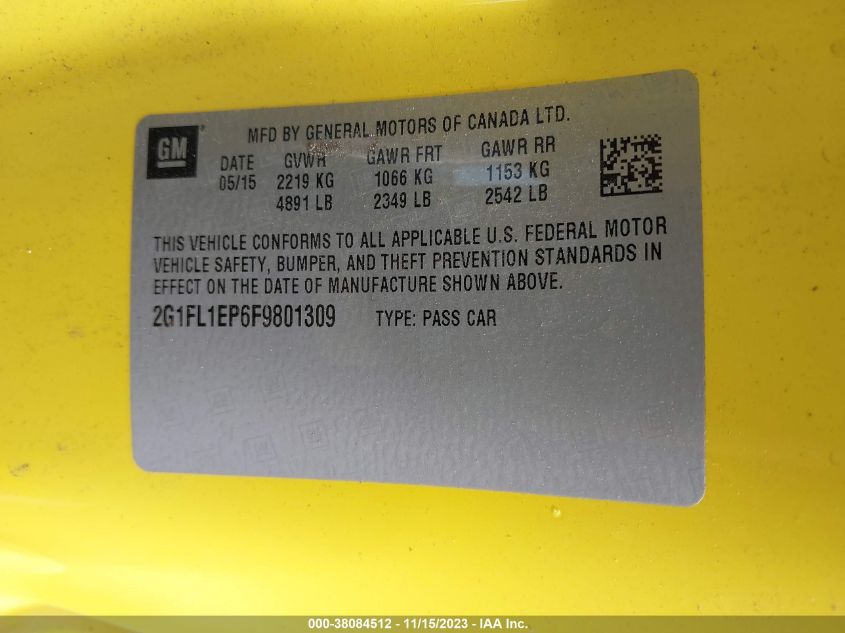 GM®
MFD BY GENERAL MOTORS OF CANADA LTD.
DATE GVWR GAWR FRT GAWR RR
05/15 2219 KG 1066 KG 1153 KG
4891 LB 2349 LB 2542 LB
THIS VEHICLE CONFORMS TO ALL APPLICABLE U.S. FEDERAL MOTOR
VEHICLE SAFETY, BUMPER, AND THEFT PREVENTION STANDARDS IN
EFFECT ON THE DATE OF MANUFACTURE SHOWN ABOVE.
2G1FL1EP6F9801309 TYPE: PASS CAR
000-38084512 - 11/15/2023 - IAA Inc.